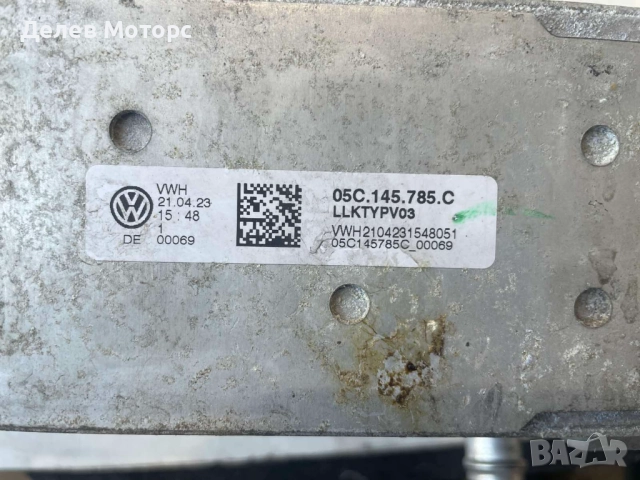 Делев Моторс
VWH
21.04.23
15:48
1
DE 00069
05C.145.785.C
LLKTYPV03
VWH2104231548051
05C145785C_00069
BAZAR